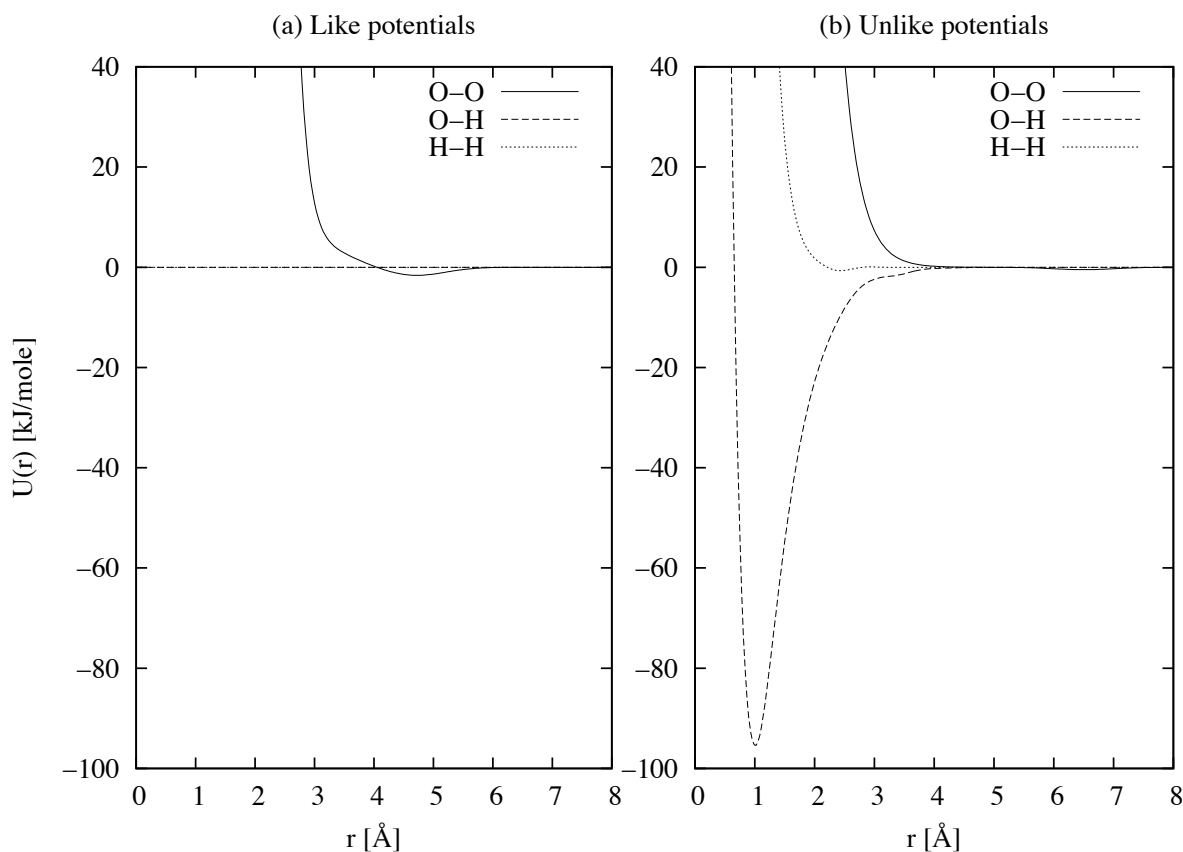 (a) Like potentials
(b) Unlike potentials
U(r) [kJ/mole]
40
20
0
−20
−40
−60
−80
−100
0 1 2 3 4 5 6 7 8
r [Å]
O−O
O−H
H−H
40
20
0
−20
−40
−60
−80
−100
0 1 2 3 4 5 6 7 8
r [Å]
O−O
O−H
H−H